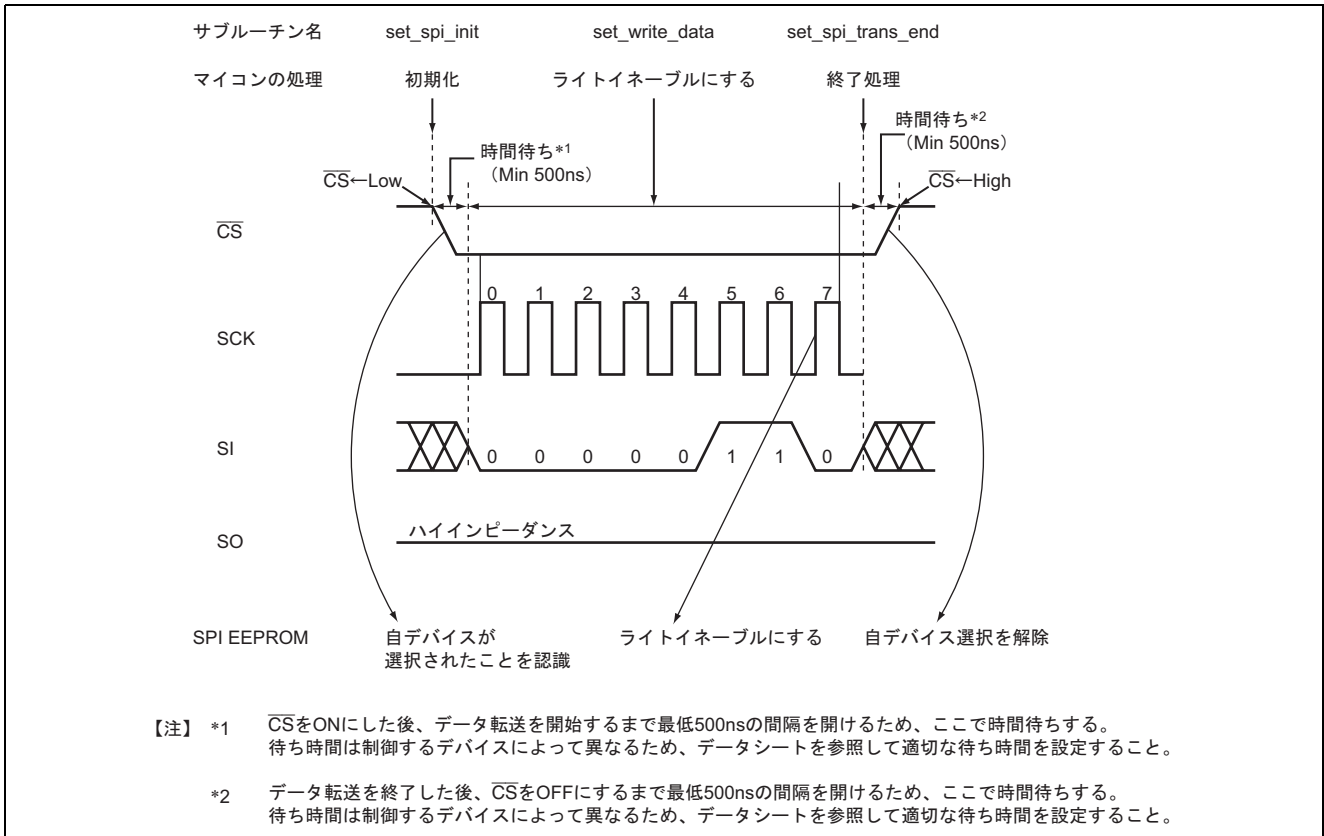 サブルーチン名 set_spi_init set_write_data set_spi_trans_end
マイコンの処理 初期化 ライトイネーブルにする 終了処理
時間待ち*1
（Min 500ns）
時間待ち*2
（Min 500ns）
C̅S̅←Low
C̅S̅←High
C̅S̅
0 1 2 3 4 5 6 7
SCK
SI 0 0 0 0 0 1 1 0
SO ハイインピーダンス
SPI EEPROM 自デバイスが
選択されたことを認識
ライトイネーブルにする
自デバイス選択を解除
【注】 *1 C̅S̅をONにした後、データ転送を開始するまで最低500nsの間隔を開けるため、ここで時間待ちする。
待ち時間は制御するデバイスによって異なるため、データシートを参照して適切な待ち時間を設定すること。
*2 データ転送を終了した後、C̅S̅をOFFにするまで最低500nsの間隔を開けるため、ここで時間待ちする。
待ち時間は制御するデバイスによって異なるため、データシートを参照して適切な待ち時間を設定すること。